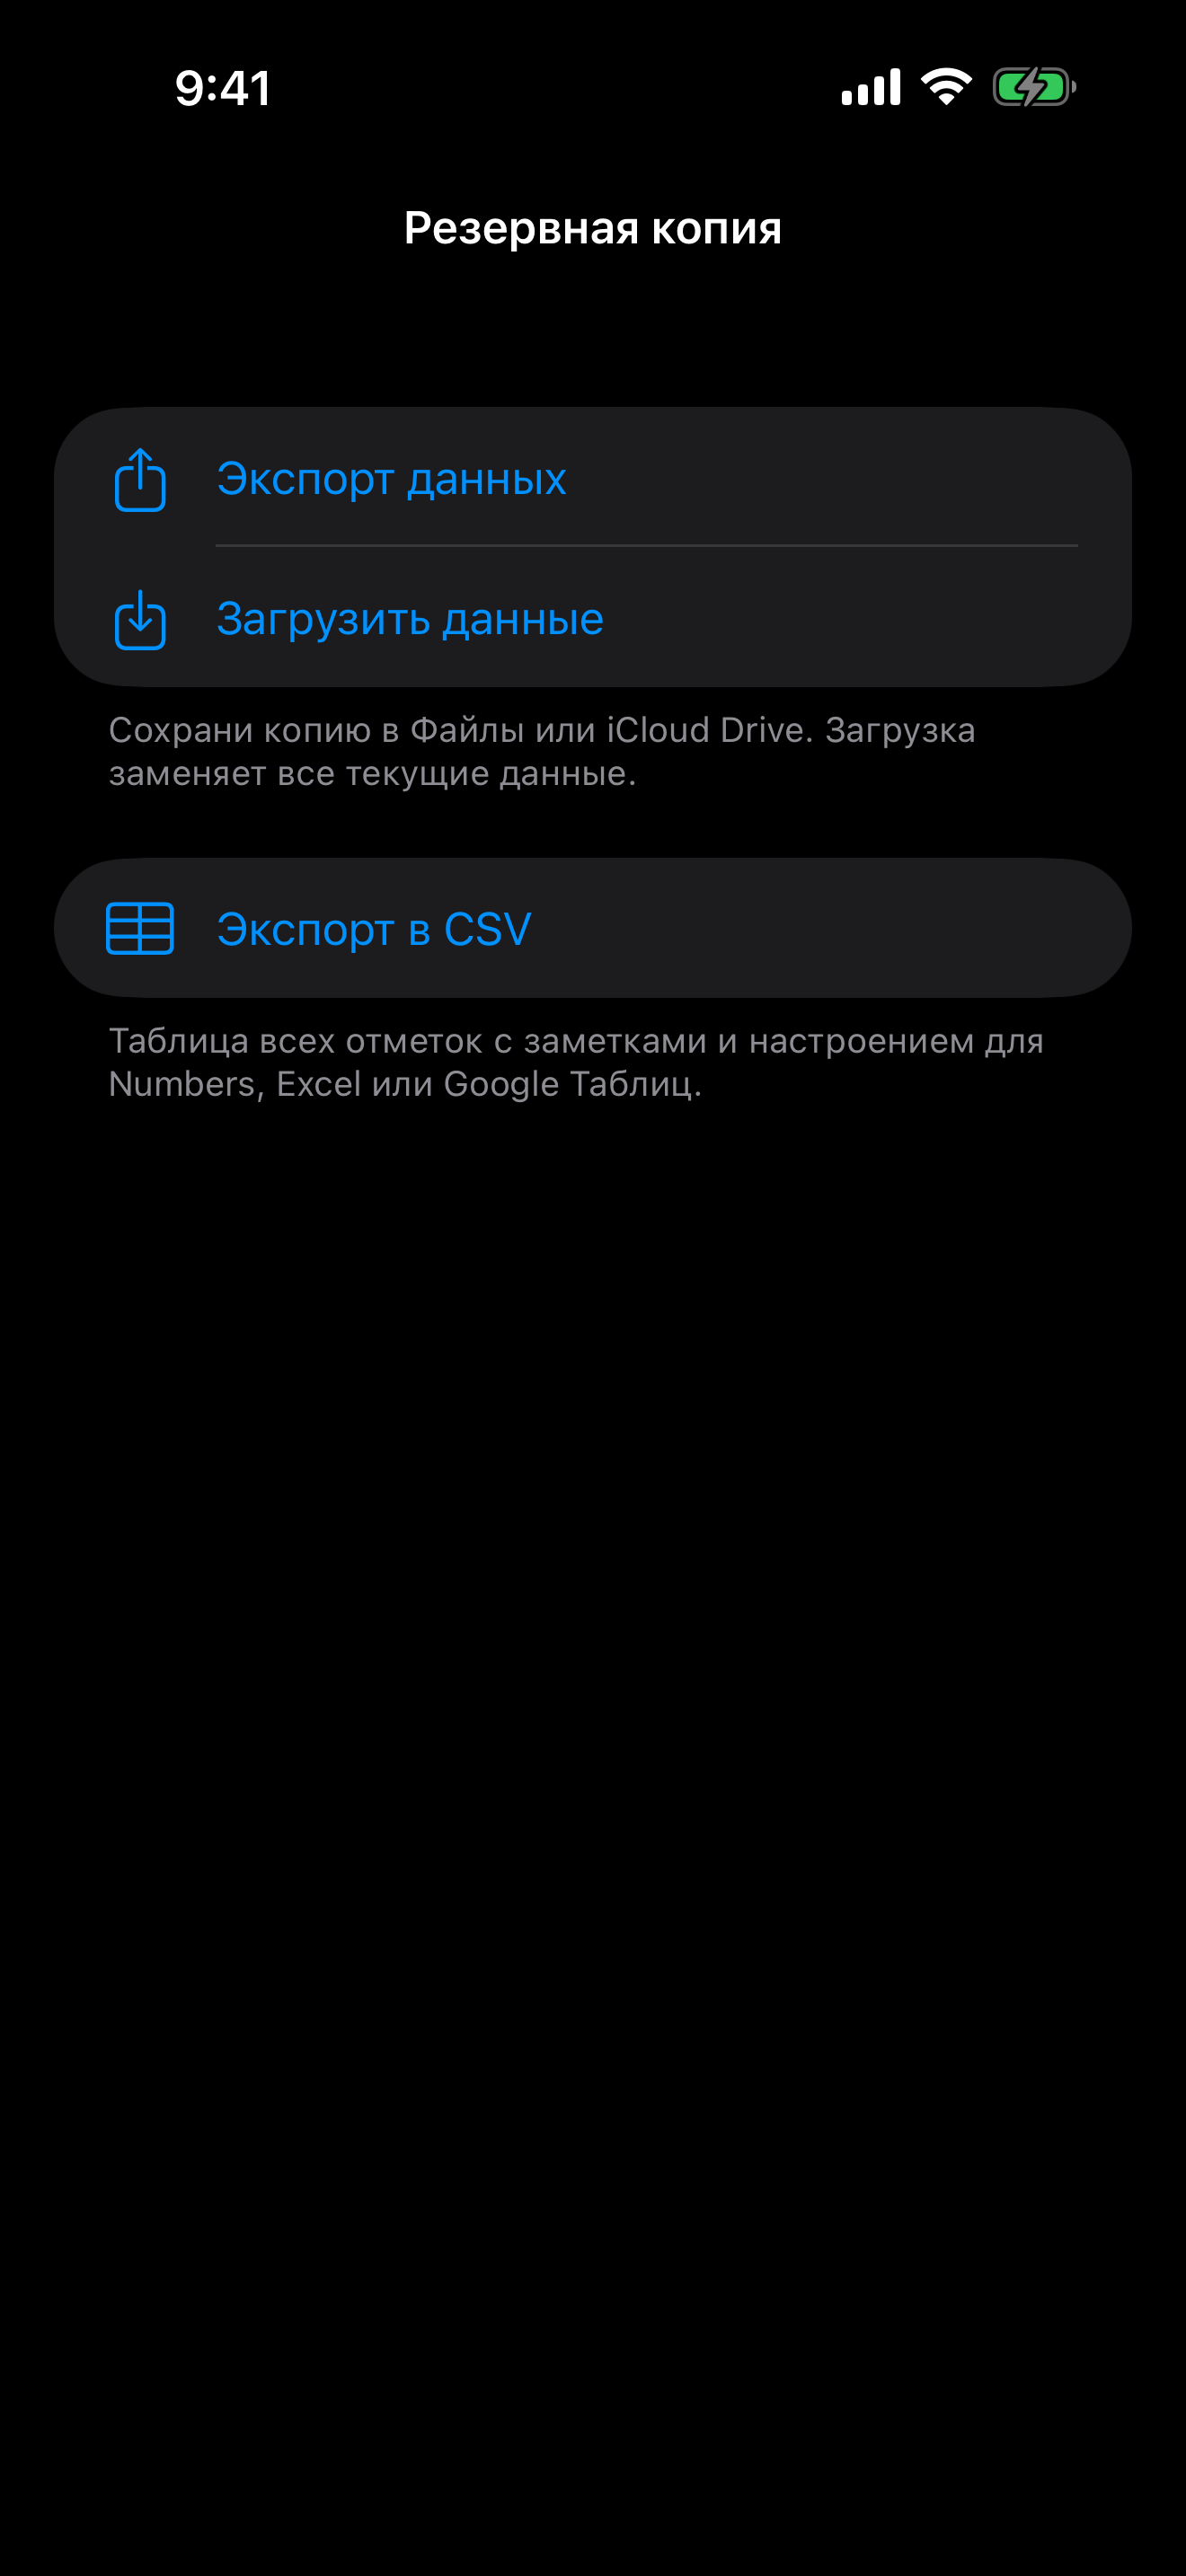 9:41
Резервная копия
Экспорт данных
Загрузить данные
Сохрани копию в Файлы или iCloud Drive. Загрузка
заменяет все текущие данные.
Экспорт в CSV
Таблица всех отметок с заметками и настроением для
Numbers, Excel или Google Таблиц.